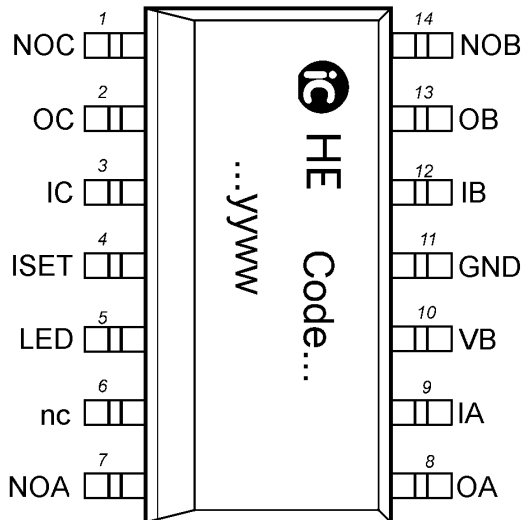 1
NOC
14
NOB
2
OC
13
OB
3
IC
12
IB
4
ISET
11
GND
5
LED
10
VB
6
nc
9
IA
7
NOA
8
OA
iC HE
Code...
...yyww